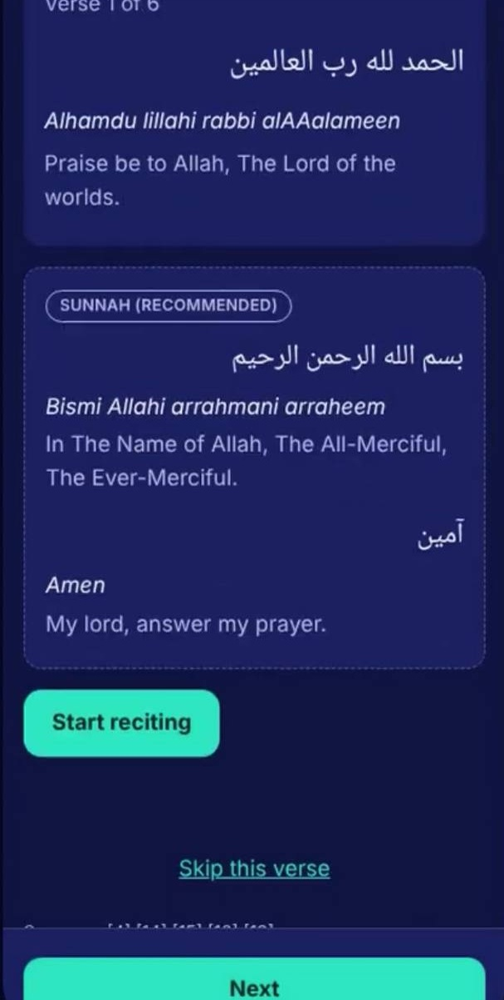 Verse 1 of 6
الحمد لله رب العالمين
Alhamdu lillahi rabbi alAAalameen
Praise be to Allah, The Lord of the
worlds.
SUNNAH (RECOMMENDED)
بسم الله الرحمن الرحيم
Bismi Allahi arrahmani arraheem
In The Name of Allah, The All-Merciful,
The Ever-Merciful.
آمين
Amen
My lord, answer my prayer.
Start reciting
Skip this verse
Next